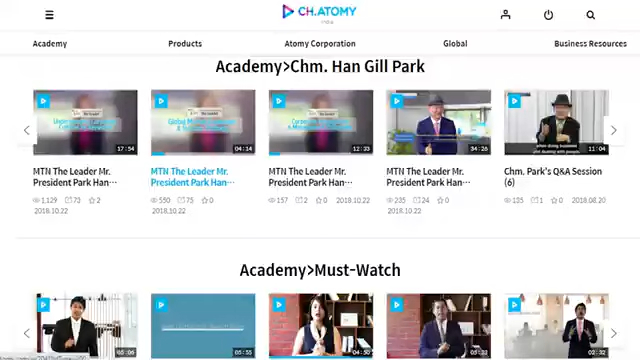 CH.ATOMY
India
Academy
Products
Atomy Corporation
Global
Business Resources
Academy>Chm. Han Gill Park
17:54
04:14
12:33
34:26
11:04
MTN The Leader Mr. President Park Han···
MTN The Leader Mr. President Park Han···
MTN The Leader Mr. President Park Han···
MTN The Leader Mr. President Park Han···
Chm. Park's Q&A Session (6)
1,129 73 2
2018.10.22
550 75 0
2018.10.22
157 2 0 2018.10.22
235 24 0
2018.10.22
135 1 0 2018.08.20
Academy>Must-Watch
05:06
05:55
04:50
05:33
02:32